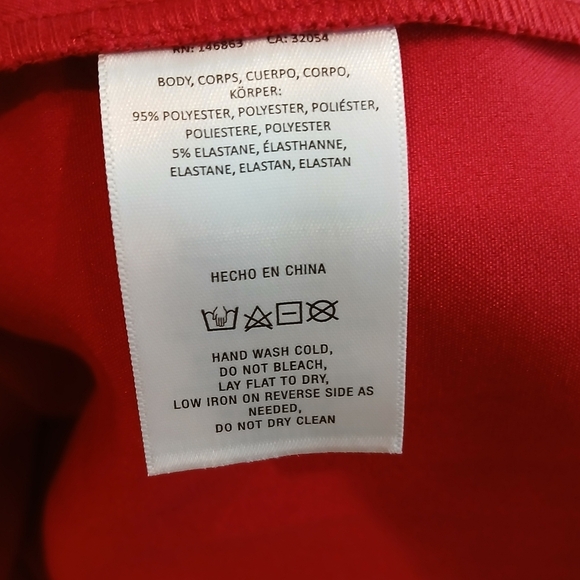 RN: 146863 CA: 32054
BODY, CORPS, CUERPO, CORPO,
KÖRPER:
95% POLYESTER, POLYESTER, POLIÉSTER,
POLIESTERE, POLYESTER
5% ELASTANE, ÉLASTHANNE,
ELASTANE, ELASTAN, ELASTAN
HECHO EN CHINA
HAND WASH COLD,
DO NOT BLEACH,
LAY FLAT TO DRY,
LOW IRON ON REVERSE SIDE AS
NEEDED,
DO NOT DRY CLEAN